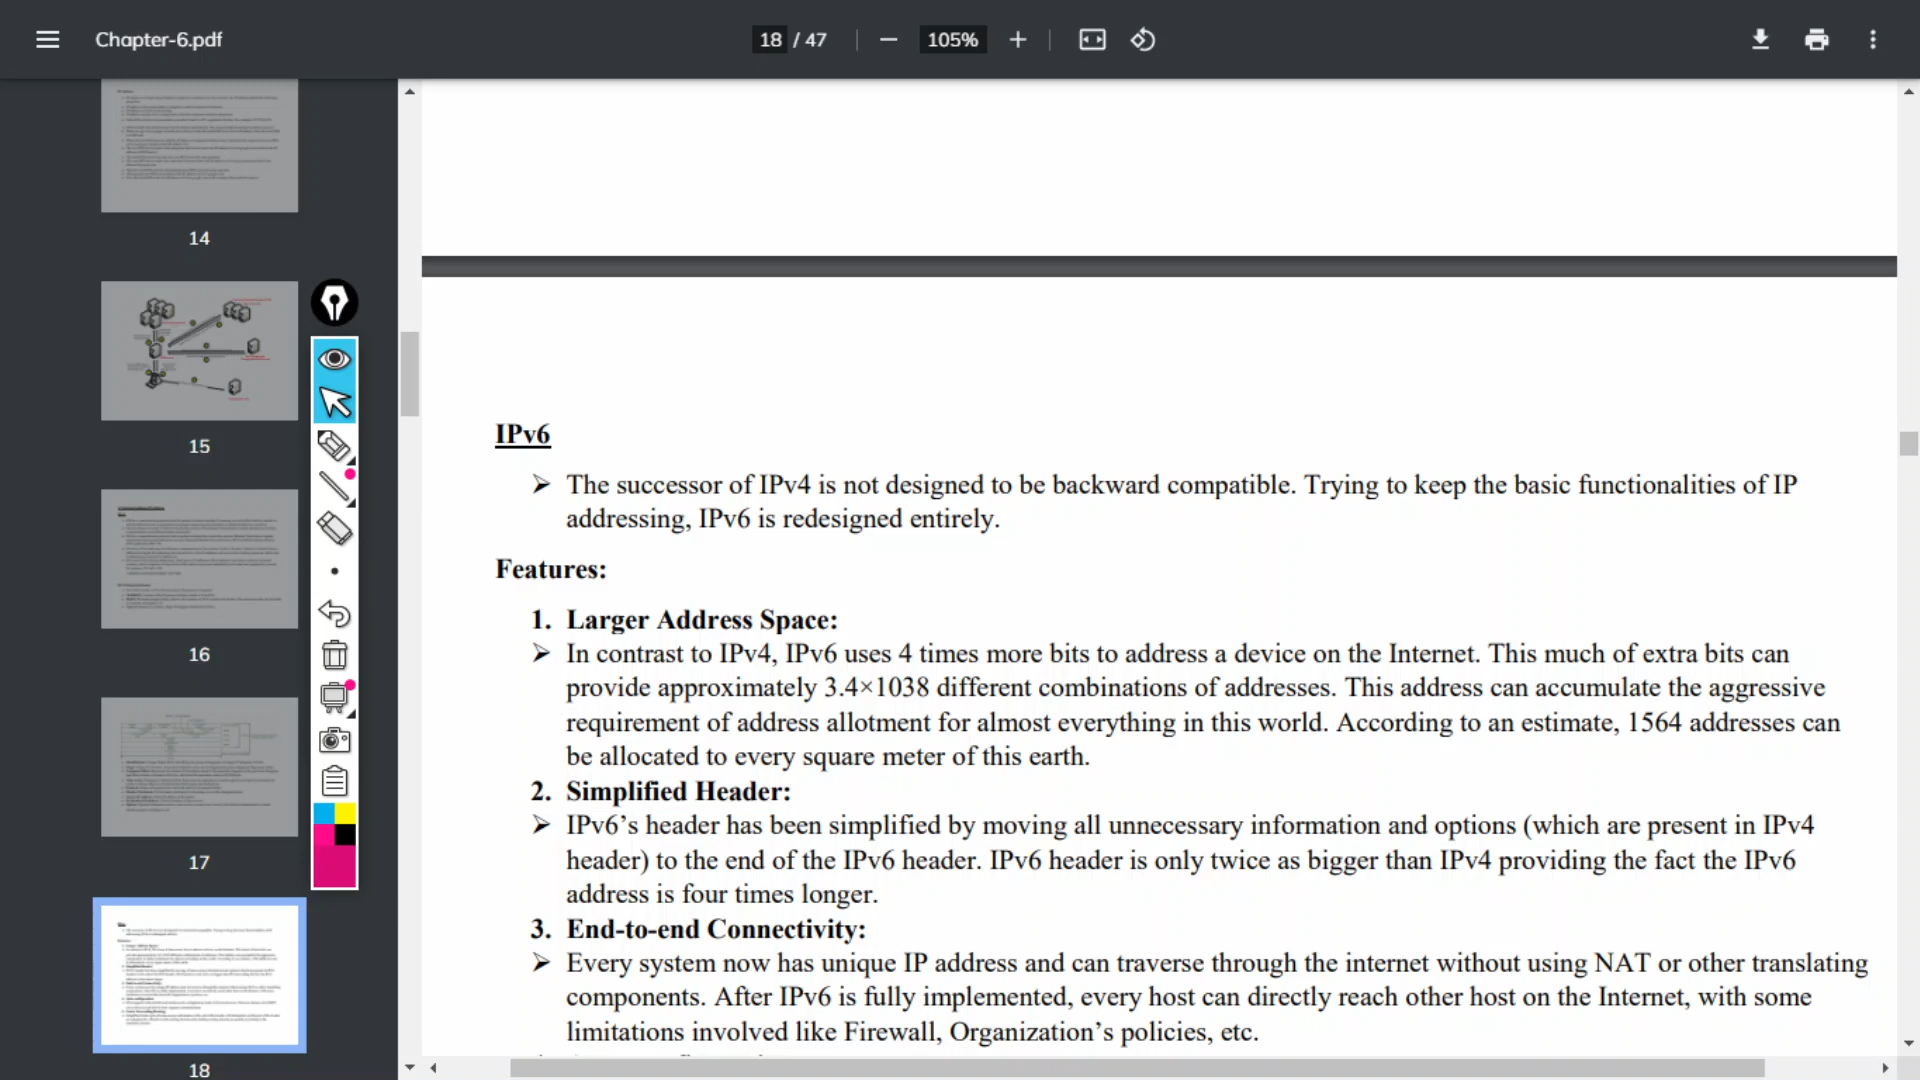 Chapter-6.pdf
18 / 47
105%
14
15
16
17
18
IPv6
➢ The successor of IPv4 is not designed to be backward compatible. Trying to keep the basic functionalities of IP
addressing, IPv6 is redesigned entirely.
Features:
1. Larger Address Space:
➢ In contrast to IPv4, IPv6 uses 4 times more bits to address a device on the Internet. This much of extra bits can
provide approximately 3.4×1038 different combinations of addresses. This address can accumulate the aggressive
requirement of address allotment for almost everything in this world. According to an estimate, 1564 addresses can
be allocated to every square meter of this earth.
2. Simplified Header:
➢ IPv6’s header has been simplified by moving all unnecessary information and options (which are present in IPv4
header) to the end of the IPv6 header. IPv6 header is only twice as bigger than IPv4 providing the fact the IPv6
address is four times longer.
3. End-to-end Connectivity:
➢ Every system now has unique IP address and can traverse through the internet without using NAT or other translating
components. After IPv6 is fully implemented, every host can directly reach other host on the Internet, with some
limitations involved like Firewall, Organization’s policies, etc.